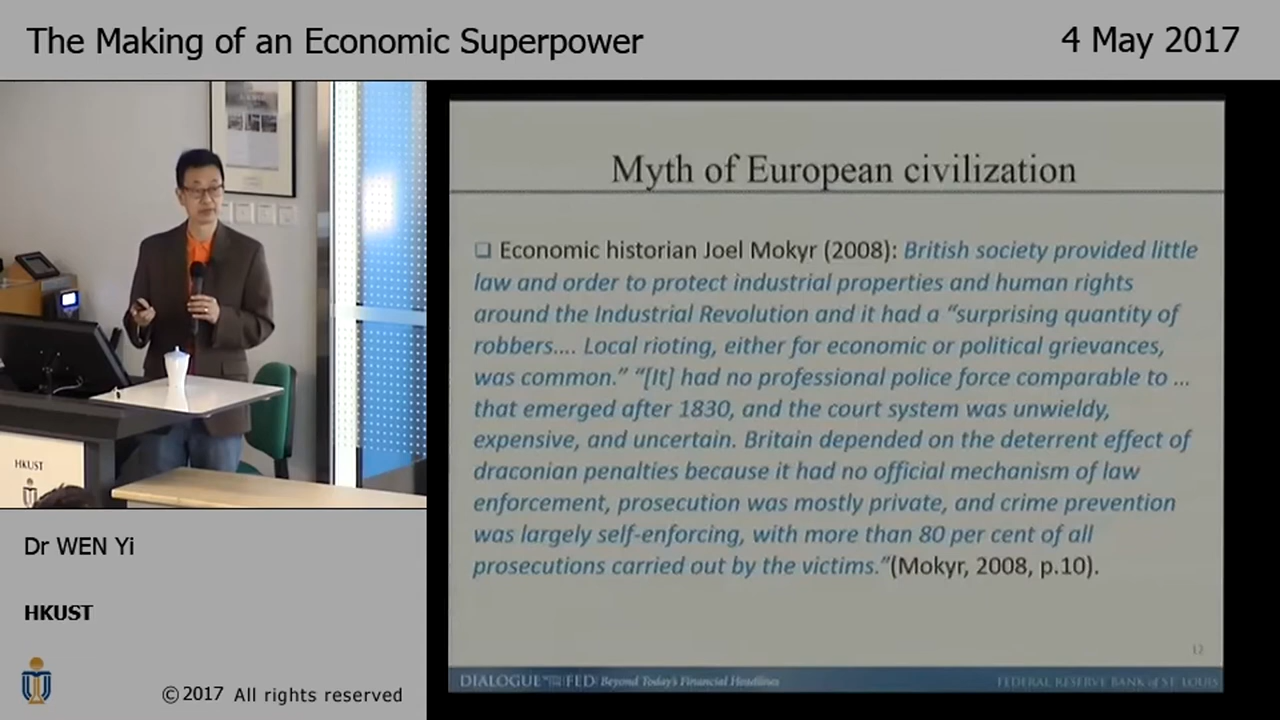 The Making of an Economic Superpower
4 May 2017
Myth of European civilization
Economic historian Joel Mokyr (2008): British society provided little
law and order to protect industrial properties and human rights
around the Industrial Revolution and it had a “surprising quantity of
robbers.... Local rioting, either for economic or political grievances,
was common.” “[It] had no professional police force comparable to ...
that emerged after 1830, and the court system was unwieldy,
expensive, and uncertain. Britain depended on the deterrent effect of
draconian penalties because it had no official mechanism of law
enforcement, prosecution was mostly private, and crime prevention
was largely self-enforcing, with more than 80 per cent of all
prosecutions carried out by the victims.”(Mokyr, 2008, p.10).
12
DIALOGUE WITH THE FED/Beyond Today's Financial Headlines
FEDERAL RESERVE BANK of ST. LOUIS
HKUST
Dr WEN Yi
HKUST
©2017 All rights reserved